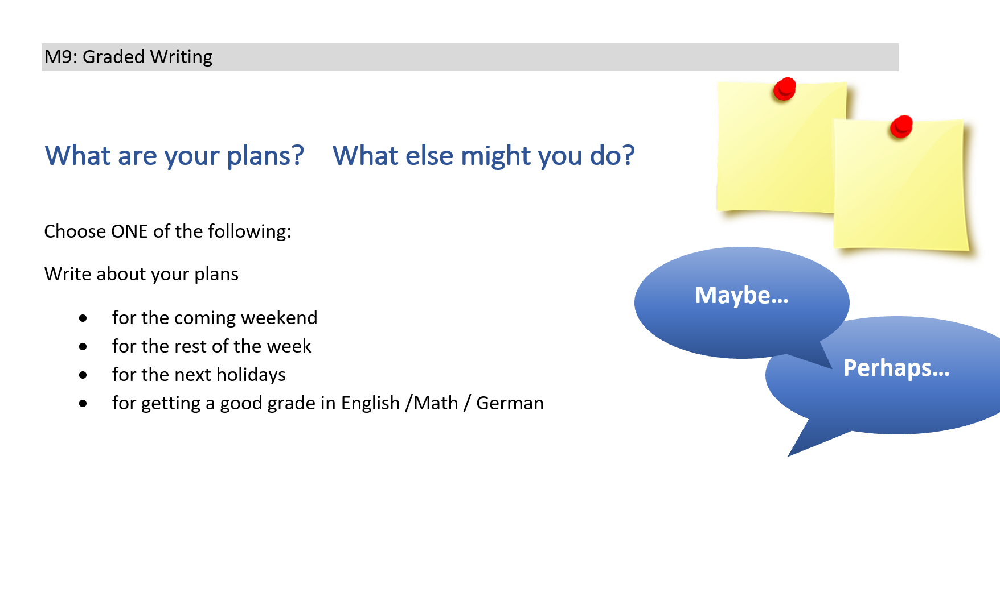 M9: Graded Writing
What are your plans? What else might you do?
Choose ONE of the following:
Write about your plans
• for the coming weekend
• for the rest of the week
• for the next holidays
• for getting a good grade in English /Math / German
Maybe...
Perhaps...